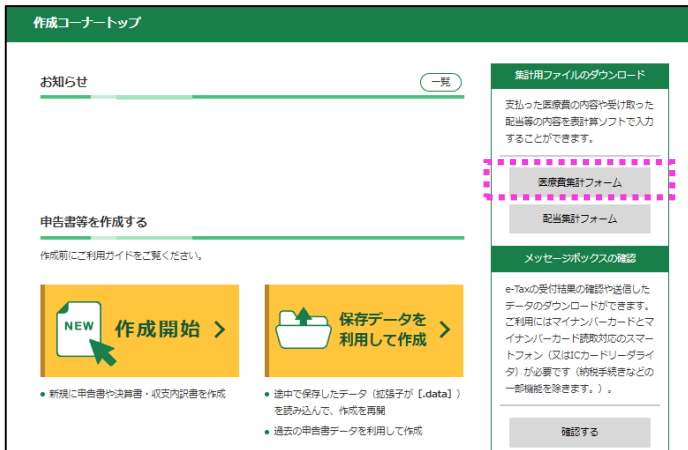 作成コーナートップ
お知らせ
一覧
申告書等を作成する
作成前にご利用ガイドをご覧ください。
NEW
作成開始
● 新規に申告書や決算書・収支内訳書を作成
保存データを
利用して作成
● 途中で保存したデータ（拡張子が［.data］）
を読み込んで、作成を再開
● 過去の申告書データを利用して作成
集計用ファイルのダウンロード
支払った医療費の内容や受け取った
配当等の内容を表計算ソフトで入力
することができます。
医療費集計フォーム
配当集計フォーム
メッセージボックスの確認
e-Taxの受付結果の確認や送信した
データのダウンロードができます。
ご利用にはマイナンバーカードとマ
イナンバーカード読取対応のスマー
トフォン（又はICカードリーダライ
タ）が必要です（納税手続きなどの
一部機能を除きます。）。
確認する